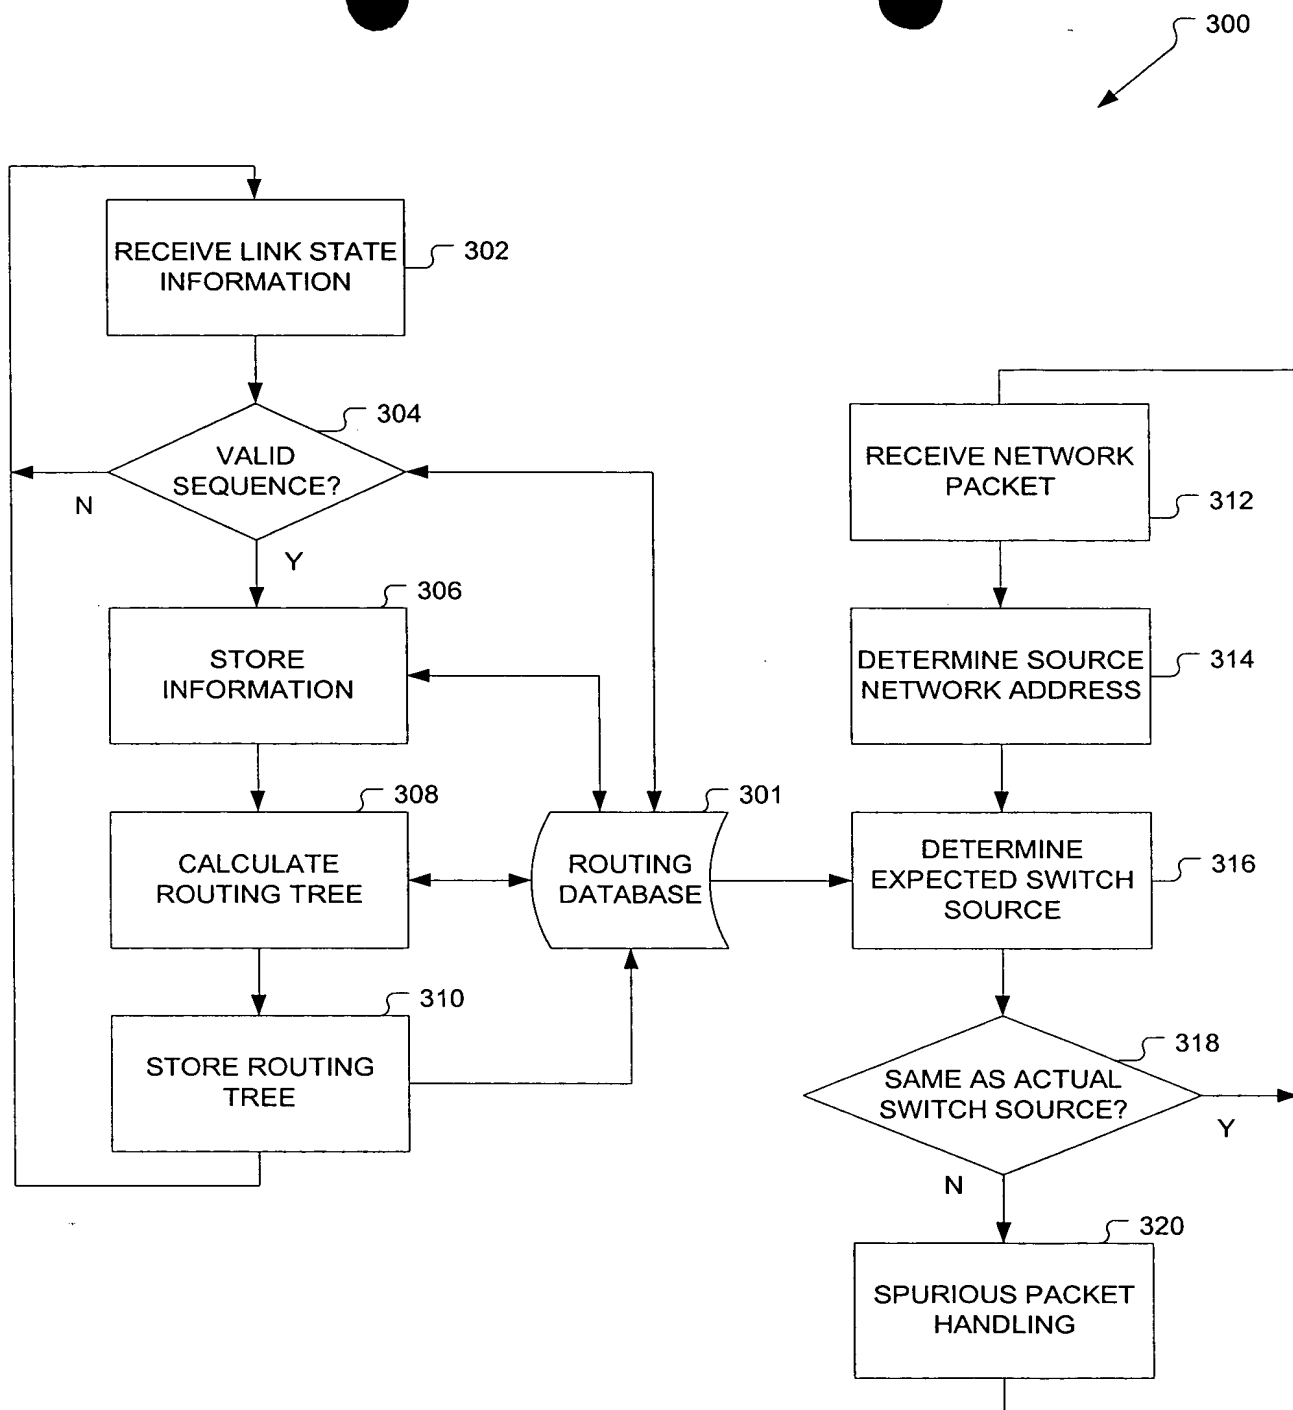 300
RECEIVE LINK STATE
INFORMATION
302
VALID
SEQUENCE?
304
N
Y
STORE
INFORMATION
306
CALCULATE
ROUTING TREE
308
STORE ROUTING
TREE
310
ROUTING
DATABASE
301
RECEIVE NETWORK
PACKET
312
DETERMINE SOURCE
NETWORK ADDRESS
314
DETERMINE
EXPECTED SWITCH
SOURCE
316
SAME AS ACTUAL
SWITCH SOURCE?
318
Y
N
SPURIOUS PACKET
HANDLING
320